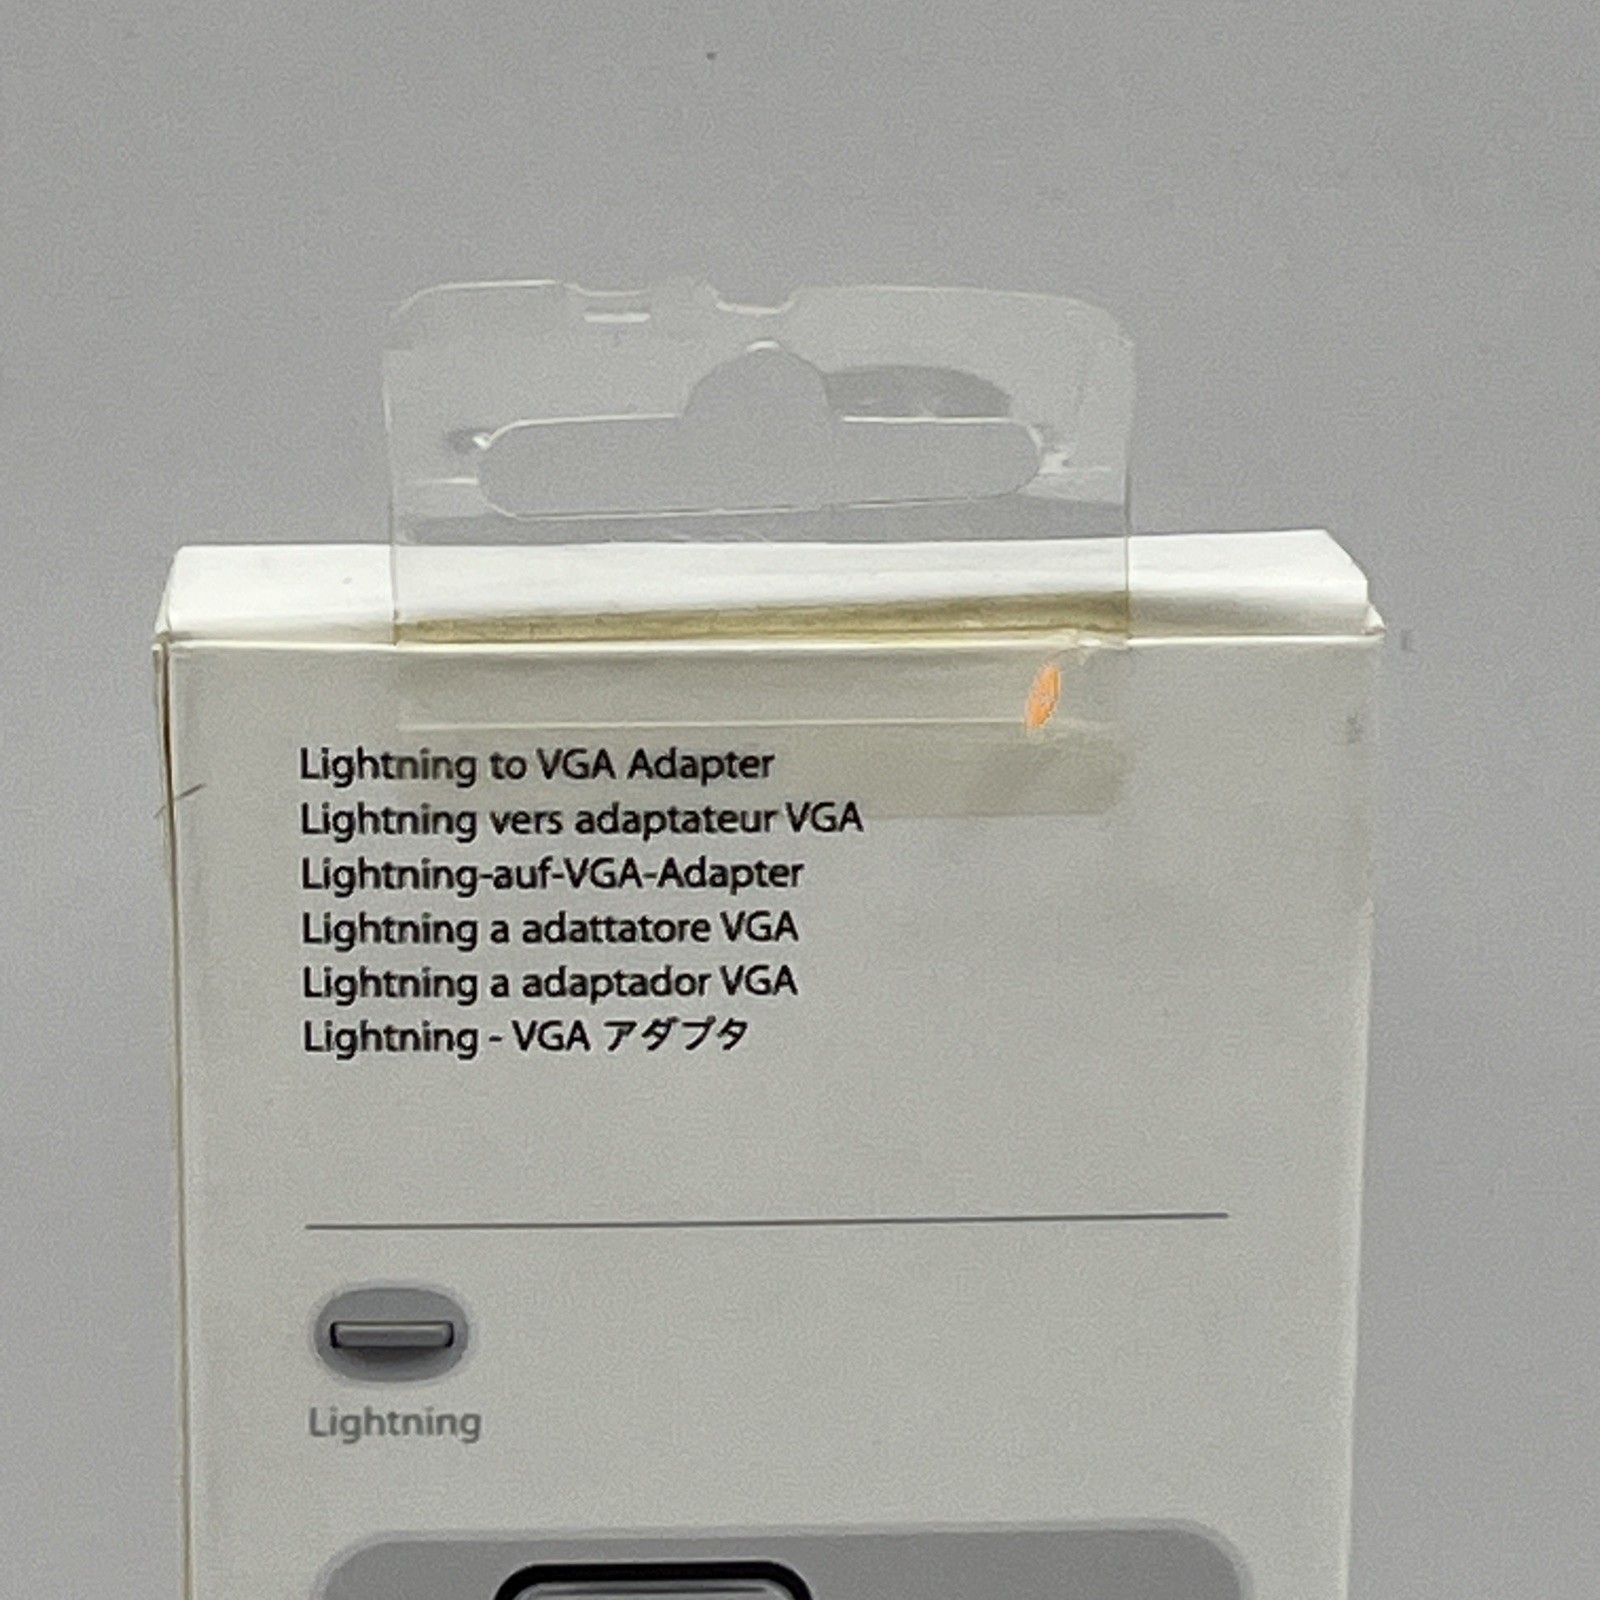 Lightning to VGA Adapter
Lightning vers adaptateur VGA
Lightning-auf-VGA-Adapter
Lightning a adattatore VGA
Lightning a adaptador VGA
Lightning - VGA アダプタ
Lightning